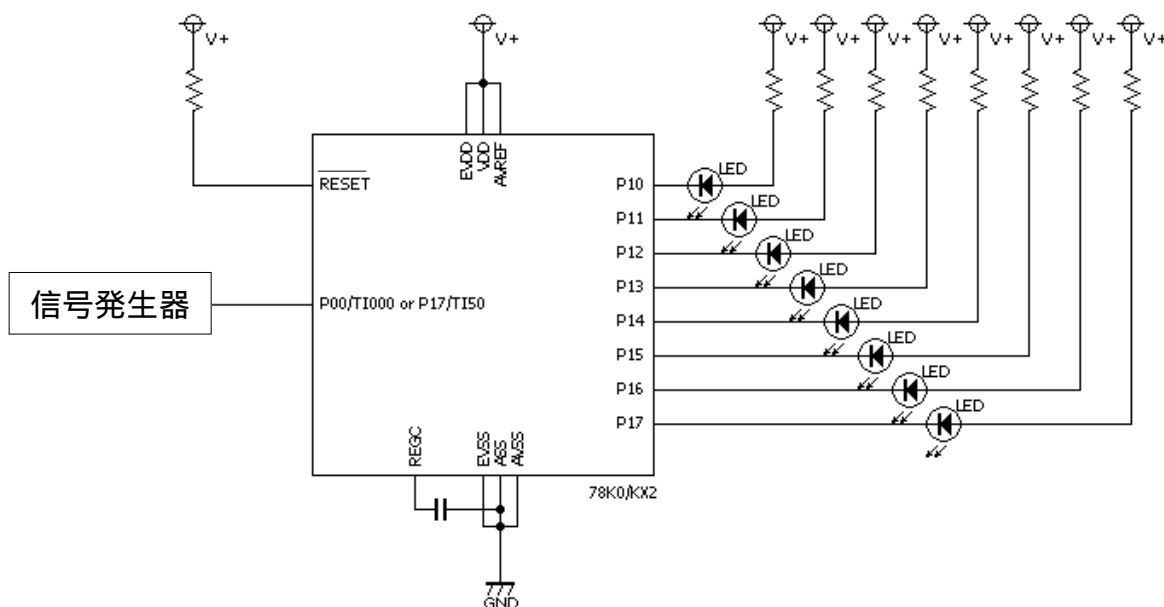 V+
V+
V+
V+
V+
V+
V+
V+
V+
V+
EVDD
VDD
AVREF
RESET
P10
LED
P11
LED
P12
LED
P13
LED
信号発生器
P00/TI000 or P17/TI50
P14
LED
P15
LED
P16
LED
P17
LED
REGC
EVSS
ASS
AVSS
78K0/KX2
GND